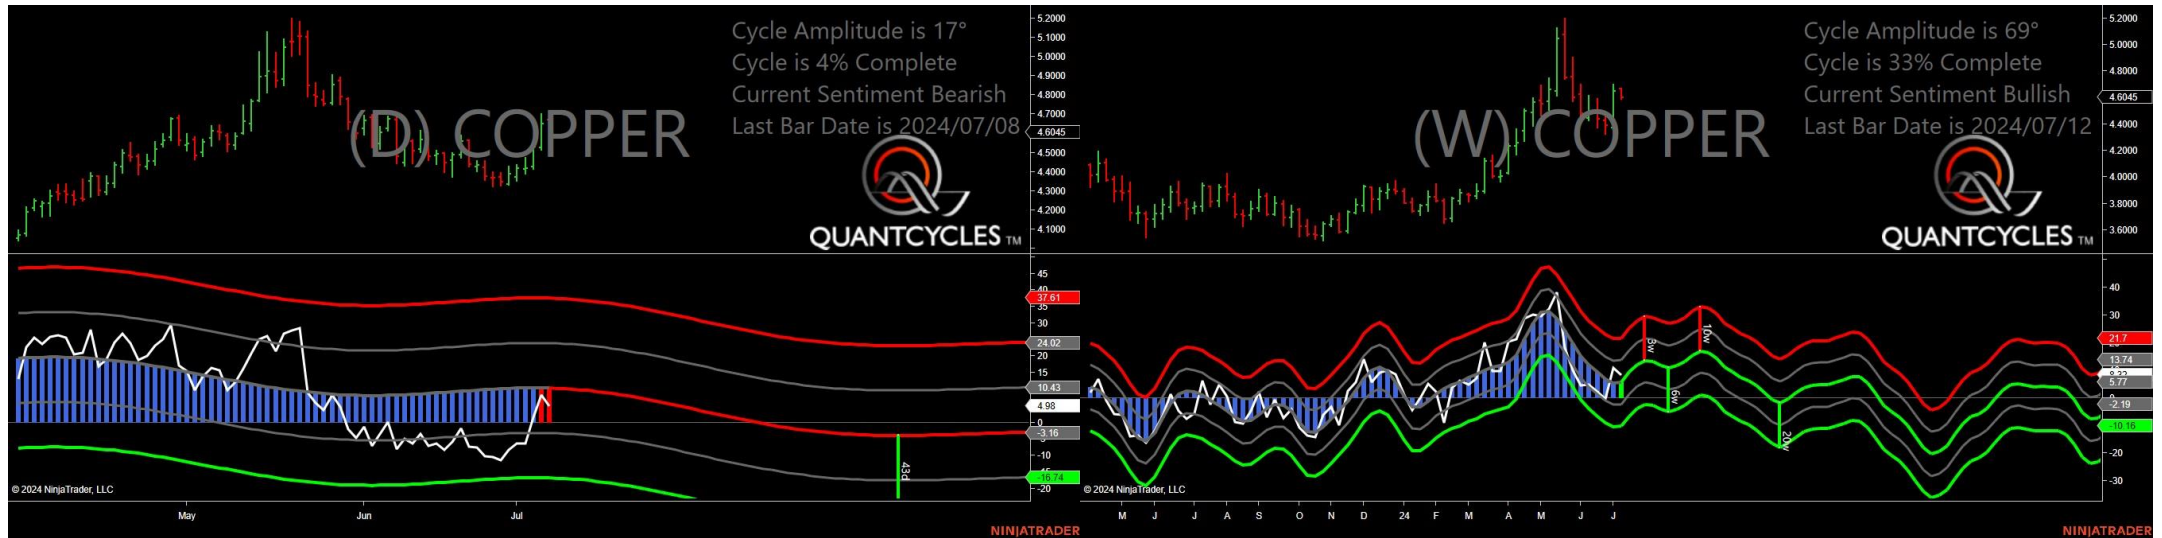 Cycle Amplitude is 17°
Cycle is 4% Complete
Current Sentiment Bearish
Last Bar Date is 2024/07/08
(D) COPPER
QUANTCYCLES TM
5.2000
5.1000
5.0000
4.9000
4.8000
4.7000
4.6045
4.5000
4.4000
4.3000
4.2000
4.1000
45
37.61
35
30
24.02
20
15
10.43
4.98
0
-3.16
-10
-16.74
-20
43d
© 2024 NinjaTrader, LLC
May Jun Jul
NINJATRADER
Cycle Amplitude is 69°
Cycle is 33% Complete
Current Sentiment Bullish
Last Bar Date is 2024/07/12
(W) COPPER
QUANTCYCLES TM
5.2000
5.0000
4.8000
4.6045
4.4000
4.2000
4.0000
3.8000
3.6000
40
30
21.7
13.74
5.77
-2.19
-10.16
-20
-30
10w
6w
20w
© 2024 NinjaTrader, LLC
M J J A S O N D 24 F M A M J J
NINJATRADER